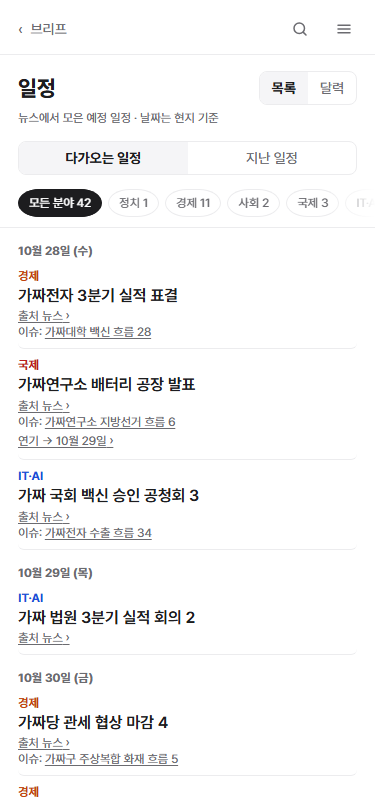 ‹ 브리프
일정
목록 달력
뉴스에서 모은 예정 일정 · 날짜는 현지 기준
다가오는 일정 지난 일정
모든 분야 42 정치 1 경제 11 사회 2 국제 3
10월 28일 (수)
경제
가짜전자 3분기 실적 표결
출처 뉴스 ›
이슈: 가짜대학 백신 흐름 28
국제
가짜연구소 배터리 공장 발표
출처 뉴스 ›
이슈: 가짜연구소 지방선거 흐름 6
연기 → 10월 29일 ›
IT·AI
가짜 국회 백신 승인 공청회 3
출처 뉴스 ›
이슈: 가짜전자 수출 흐름 34
10월 29일 (목)
IT·AI
가짜 법원 3분기 실적 회의 2
출처 뉴스 ›
10월 30일 (금)
경제
가짜당 관세 협상 마감 4
출처 뉴스 ›
이슈: 가짜구 주상복합 화재 흐름 5
경제